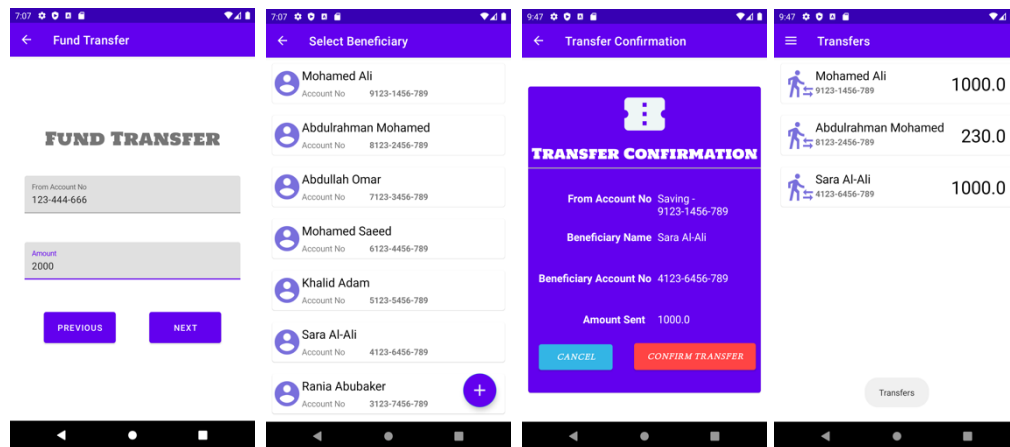 7:07
Fund Transfer
FUND TRANSFER
From Account No
123-444-666
Amount
2000
PREVIOUS NEXT
7:07
Select Beneficiary
Mohamed Ali
Account No 9123-1456-789
Abdulrahman Mohamed
Account No 8123-2456-789
Abdullah Omar
Account No 7123-3456-789
Mohamed Saeed
Account No 6123-4456-789
Khalid Adam
Account No 5123-5456-789
Sara Al-Ali
Account No 4123-6456-789
Rania Abubaker
Account No 3123-7456-789
+
9:47
Transfer Confirmation
TRANSFER CONFIRMATION
From Account No Saving -
9123-1456-789
Beneficiary Name Sara Al-Ali
Beneficiary Account No 4123-6456-789
Amount Sent 1000.0
CANCEL CONFIRM TRANSFER
9:47
Transfers
Mohamed Ali
9123-1456-789 1000.0
Abdulrahman Mohamed
8123-2456-789 230.0
Sara Al-Ali
4123-6456-789 1000.0
Transfers